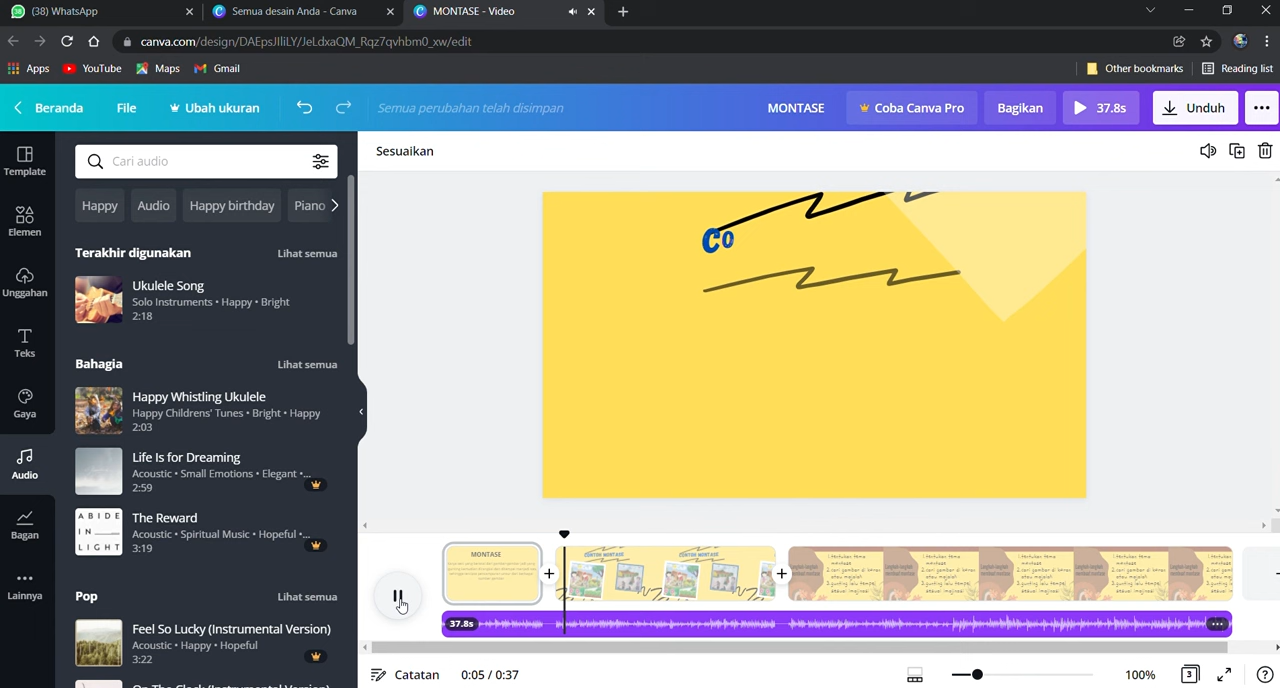 (38) WhatsApp
Semua desain Anda - Canva
MONTASE - Video
canva.com/design/DAEpsJIliLY/JeLdxaQM_Rqz7qvhbm0_xw/edit
Apps YouTube Maps Gmail Other bookmarks Reading list
Beranda File Ubah ukuran Semua perubahan telah disimpan MONTASE Coba Canva Pro Bagikan 37.8s Unduh
Template
Elemen
Unggahan
Teks
Gaya
Audio
Bagan
Lainnya
Cari audio
Happy Audio Happy birthday Piano
Terakhir digunakan Lihat semua
Ukulele Song
Solo Instruments • Happy • Bright
2:18
Bahagia Lihat semua
Happy Whistling Ukulele
Happy Childrens' Tunes • Bright • Happy
2:03
Life Is for Dreaming
Acoustic • Small Emotions • Elegant •...
2:59
ABIDE
IN
LIGHT
The Reward
Acoustic • Spiritual Music • Hopeful •...
3:19
Pop Lihat semua
Feel So Lucky (Instrumental Version)
Acoustic • Happy • Hopeful
3:22
Sesuaikan
CO
MONTASE
CONTOH MONTASE CONTOH MONTASE
37.8s
Catatan 0:05 / 0:37
100%
3